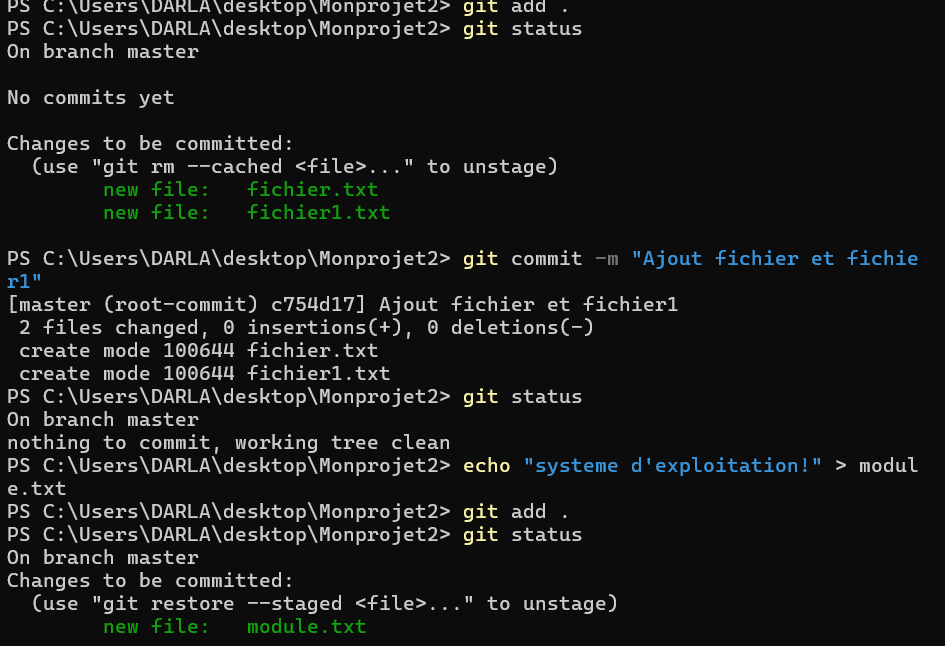 PS C:\Users\DARLA\desktop\Monprojet2> git add .
PS C:\Users\DARLA\desktop\Monprojet2> git status
On branch master
No commits yet
Changes to be committed:
  (use "git rm --cached <file>..." to unstage)
        new file:   fichier.txt
        new file:   fichier1.txt
PS C:\Users\DARLA\desktop\Monprojet2> git commit -m "Ajout fichier et fichie
r1"
[master (root-commit) c754d17] Ajout fichier et fichier1
 2 files changed, 0 insertions(+), 0 deletions(-)
 create mode 100644 fichier.txt
 create mode 100644 fichier1.txt
PS C:\Users\DARLA\desktop\Monprojet2> git status
On branch master
nothing to commit, working tree clean
PS C:\Users\DARLA\desktop\Monprojet2> echo "systeme d'exploitation!" > modul
e.txt
PS C:\Users\DARLA\desktop\Monprojet2> git add .
PS C:\Users\DARLA\desktop\Monprojet2> git status
On branch master
Changes to be committed:
  (use "git restore --staged <file>..." to unstage)
        new file:   module.txt